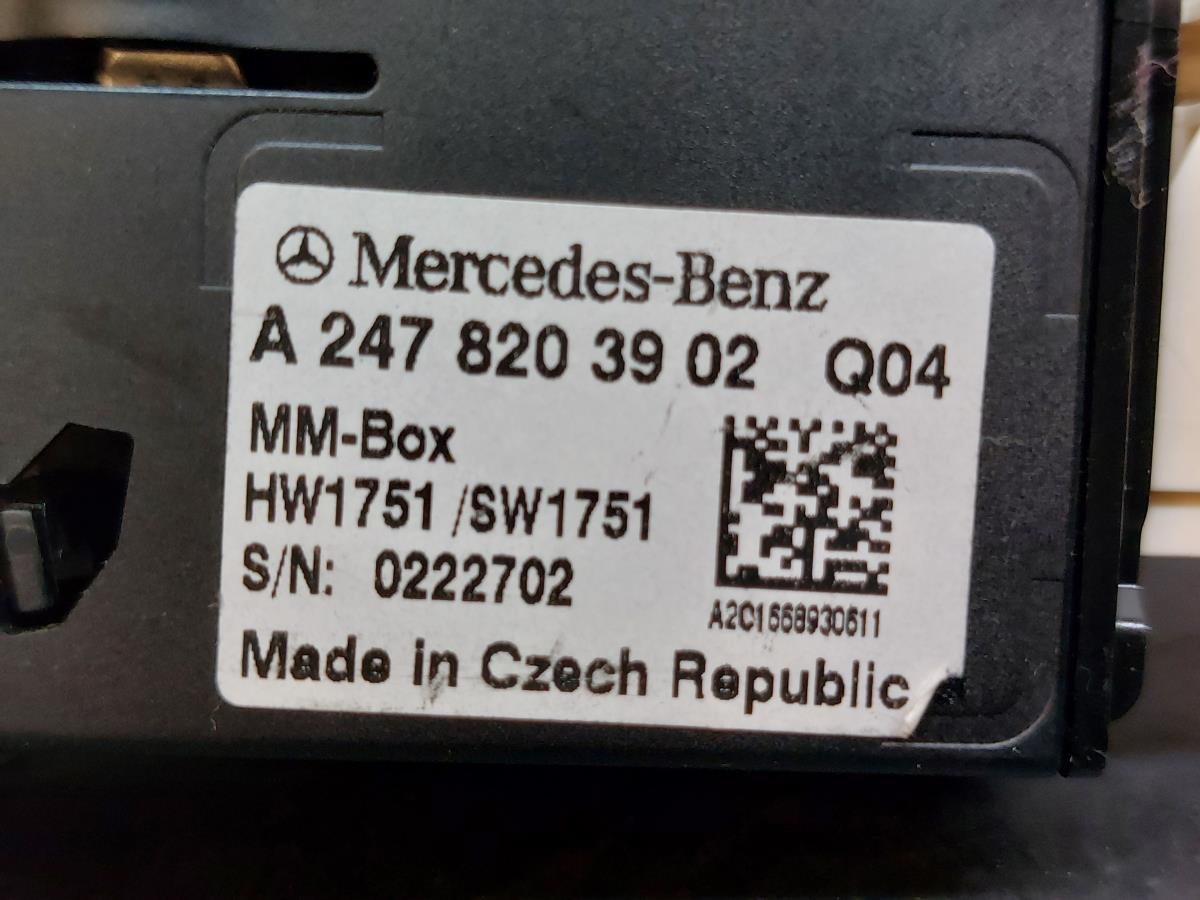 Mercedes-Benz
A 247 820 39 02 Q04
MM-Box
HW1751 /SW1751
S/N: 0222702
A2C1668930611
Made in Czech Republic